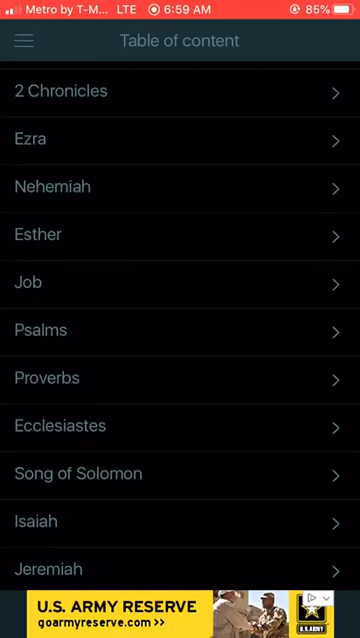 Metro by T-M... LTE 6:59 AM 85%
Table of content
2 Chronicles
Ezra
Nehemiah
Esther
Job
Psalms
Proverbs
Ecclesiastes
Song of Solomon
Isaiah
Jeremiah
U.S. ARMY RESERVE
goarmyreserve.com >>
U.S.ARMY